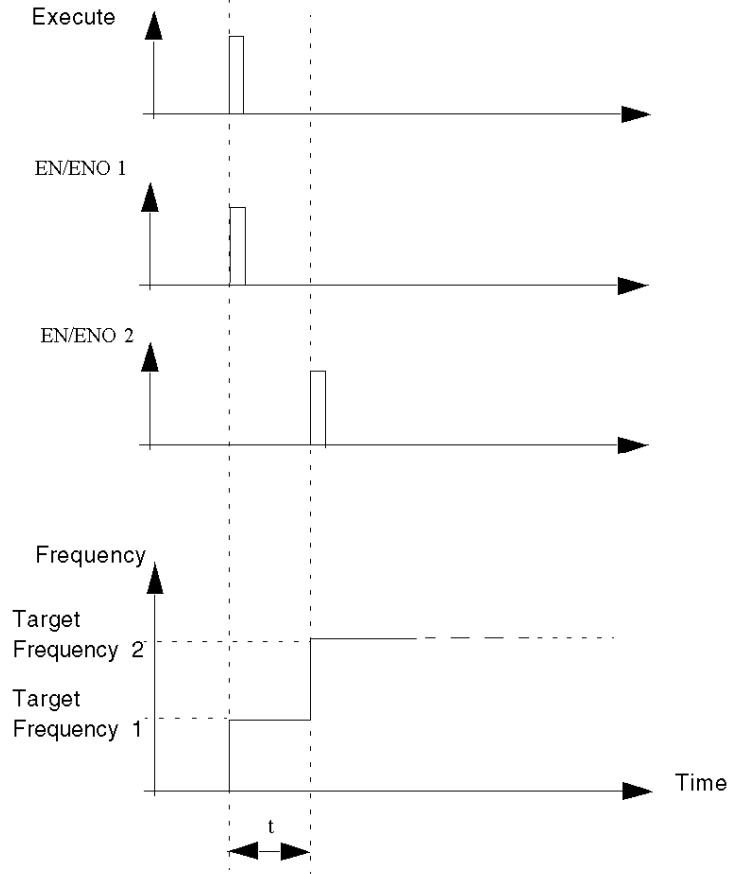 Execute
EN/ENO 1
EN/ENO 2
Frequency
Target
Frequency 2
Target
Frequency 1
Time
t